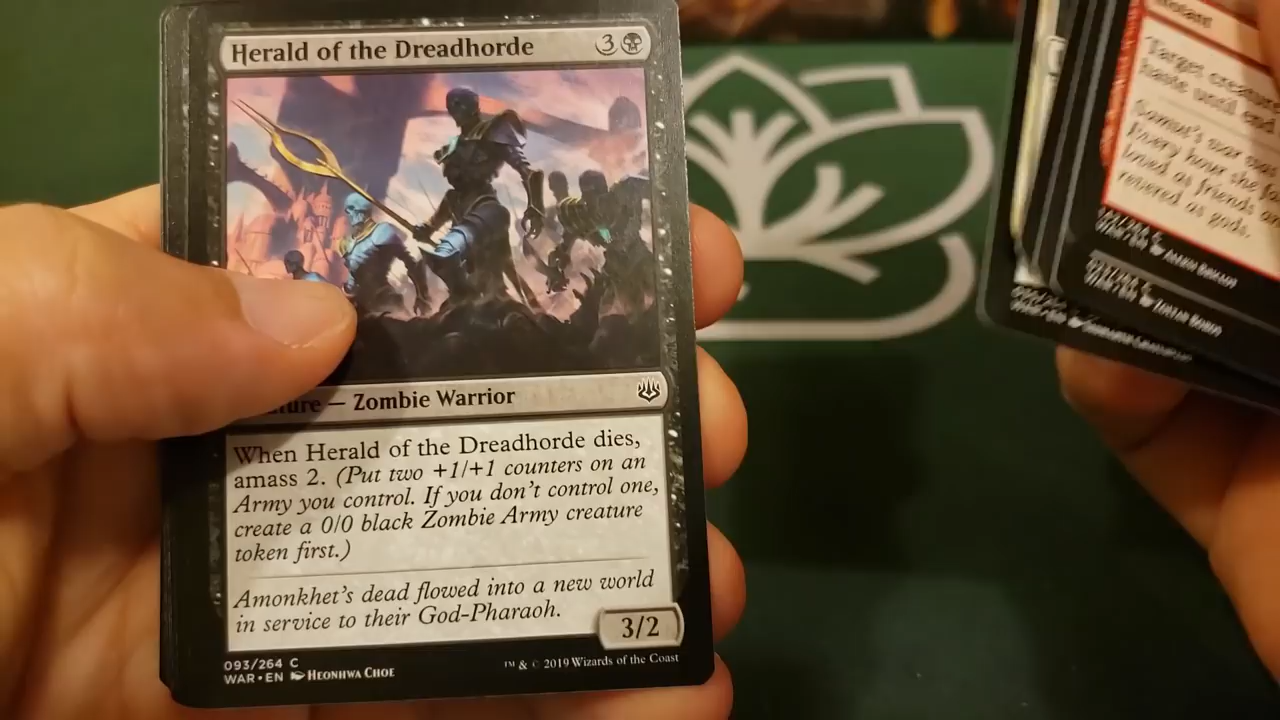 Herald of the Dreadhorde 3
Zombie Warrior
When Herald of the Dreadhorde dies,
amass 2. (Put two +1/+1 counters on an
Army you control. If you don't control one,
create a 0/0 black Zombie Army creature
token first.)
Amonkhet's dead flowed into a new world
in service to their God-Pharaoh.
3/2
093/264 C
WAR • EN HEONHWA CHOE
™ & © 2019 Wizards of the Coast
Target creature
haste until end
Samut's war was
Every hour she
loved as friends
revered as gods.